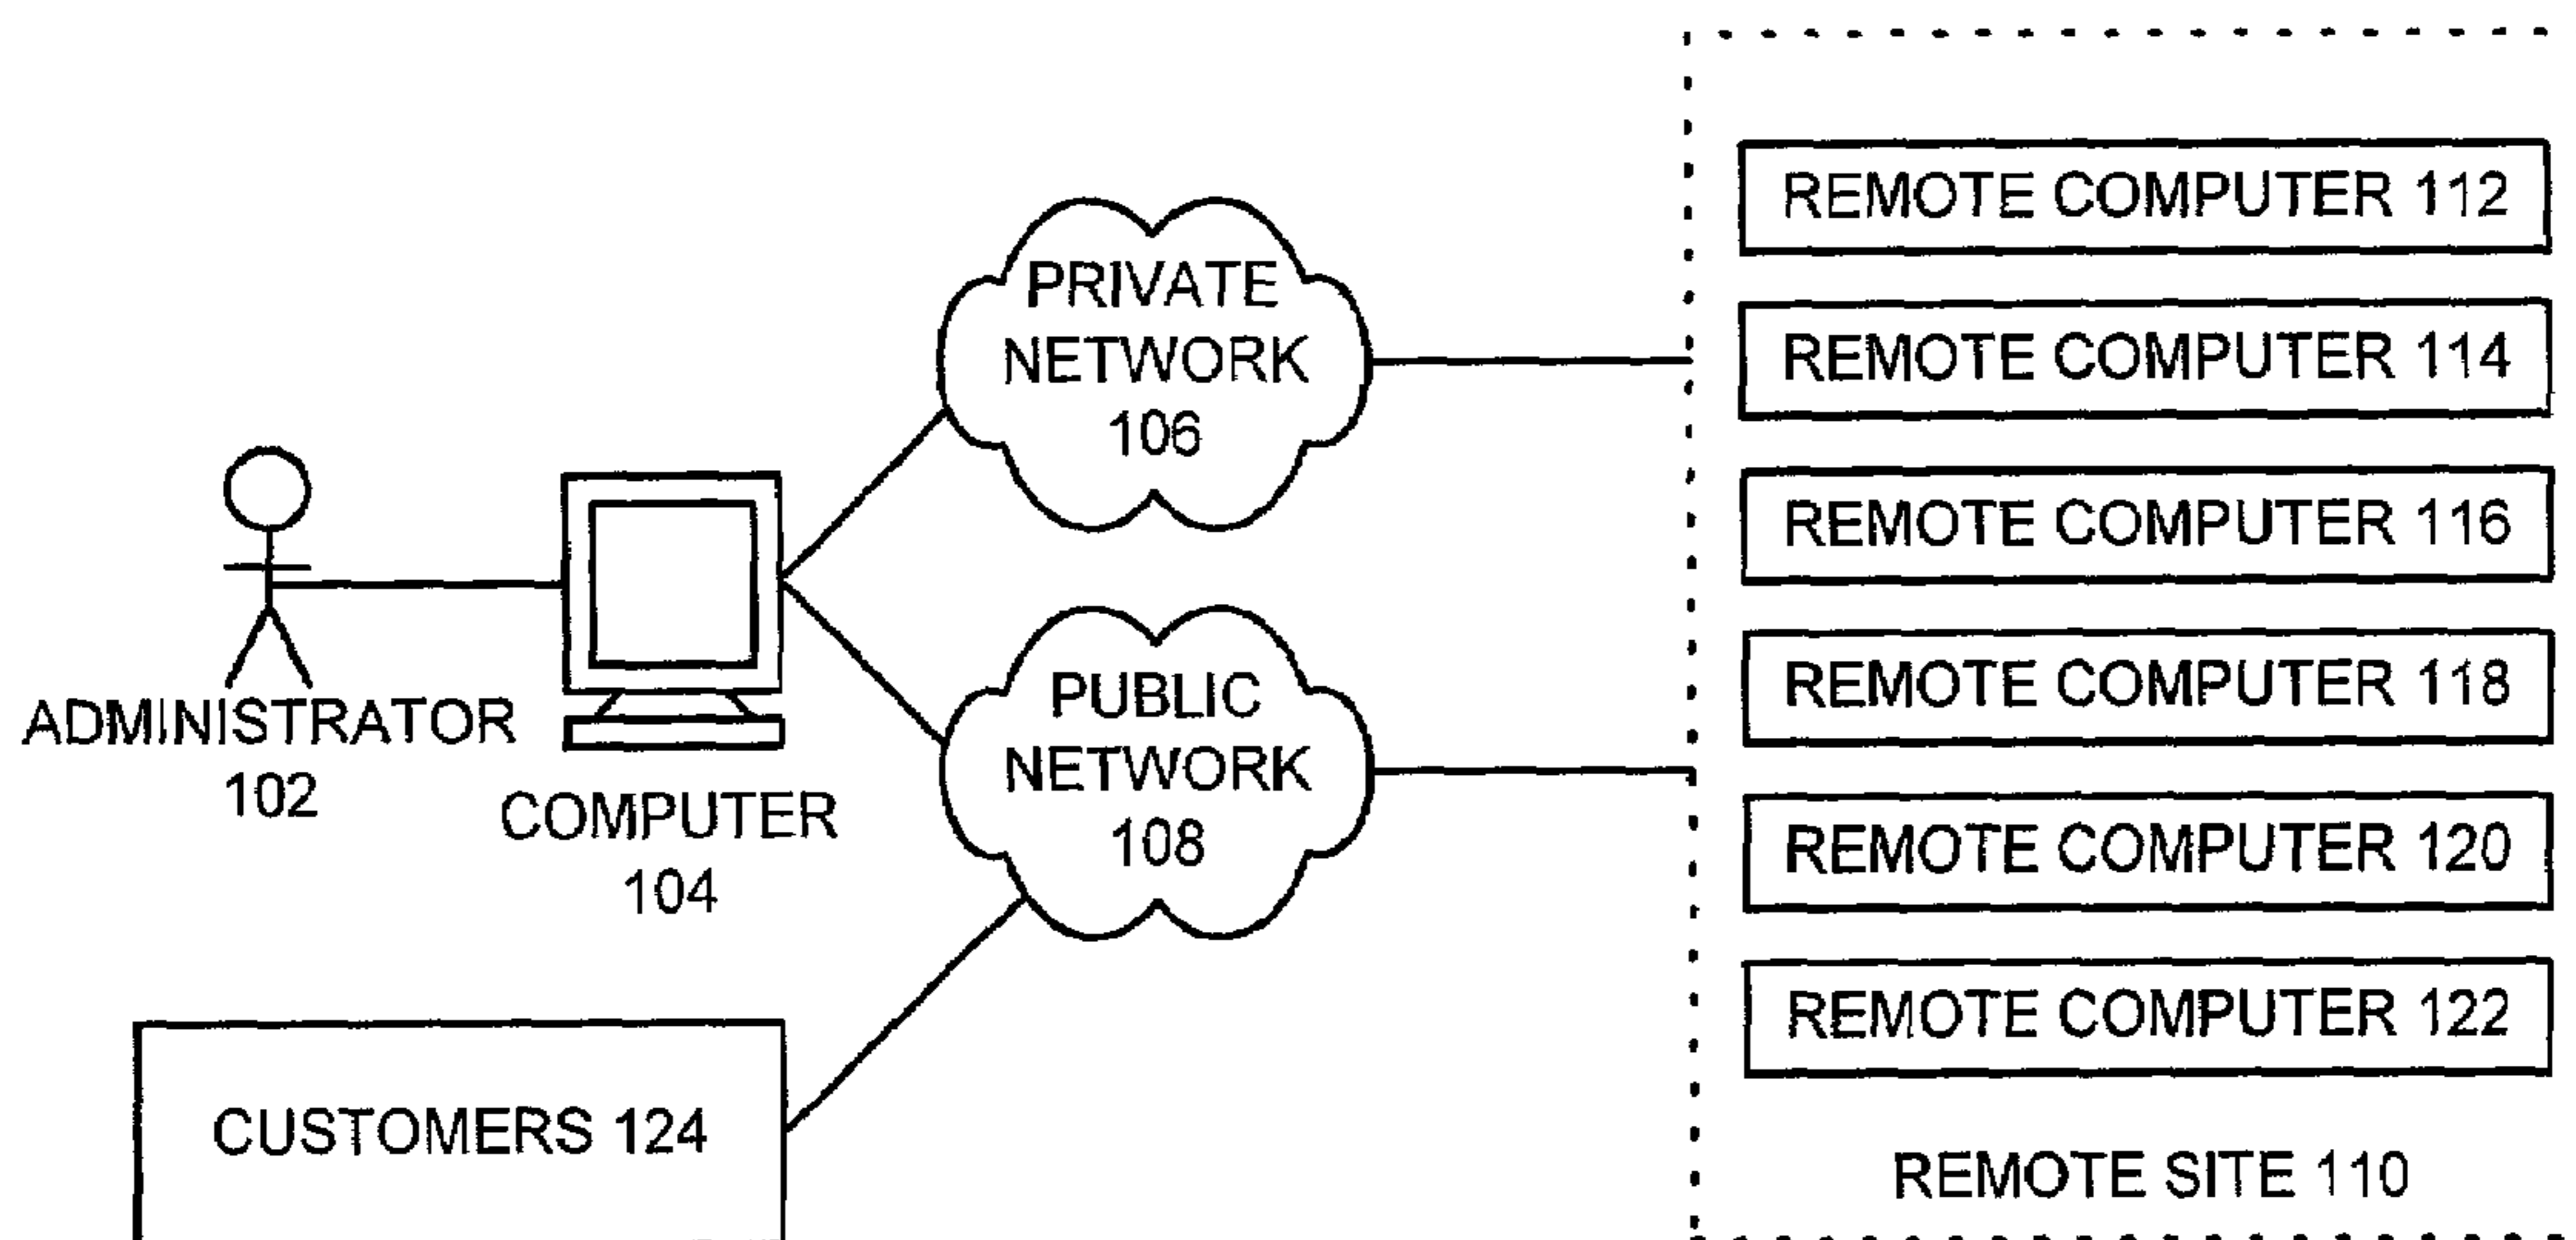 REMOTE COMPUTER 112
PRIVATE
NETWORK
106
REMOTE COMPUTER 114
REMOTE COMPUTER 116
ADMINISTRATOR
102
COMPUTER
104
PUBLIC
NETWORK
108
REMOTE COMPUTER 118
REMOTE COMPUTER 120
REMOTE COMPUTER 122
CUSTOMERS 124
REMOTE SITE 110